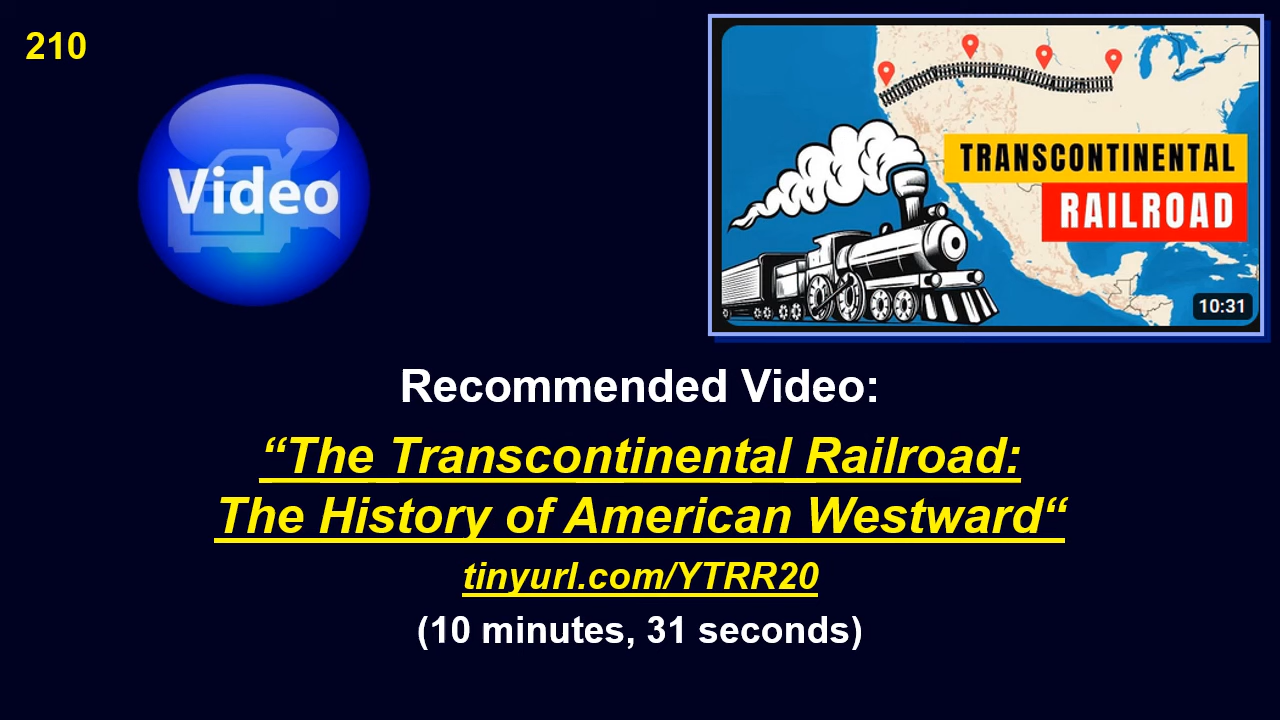 210
Video
TRANSCONTINENTAL
RAILROAD
10:31
Recommended Video:
“The Transcontinental Railroad:
The History of American Westward“
tinyurl.com/YTRR20
(10 minutes, 31 seconds)